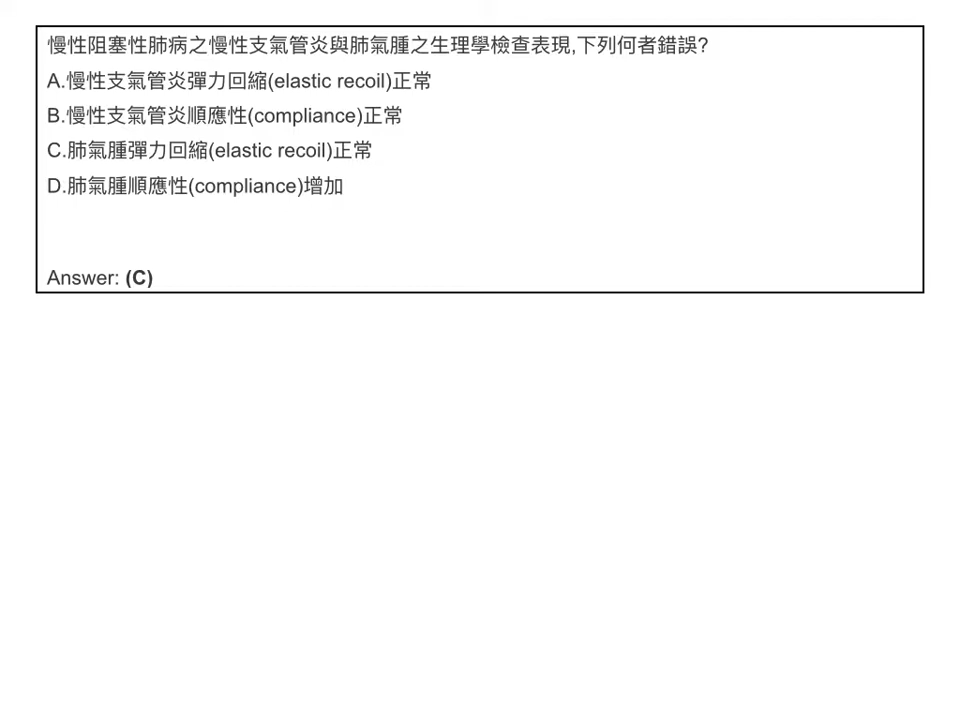 慢性阻塞性肺病之慢性支氣管炎與肺氣腫之生理學檢查表現,下列何者錯誤?
A.慢性支氣管炎彈力回縮(elastic recoil)正常
B.慢性支氣管炎順應性(compliance)正常
C.肺氣腫彈力回縮(elastic recoil)正常
D.肺氣腫順應性(compliance)增加
Answer: (C)